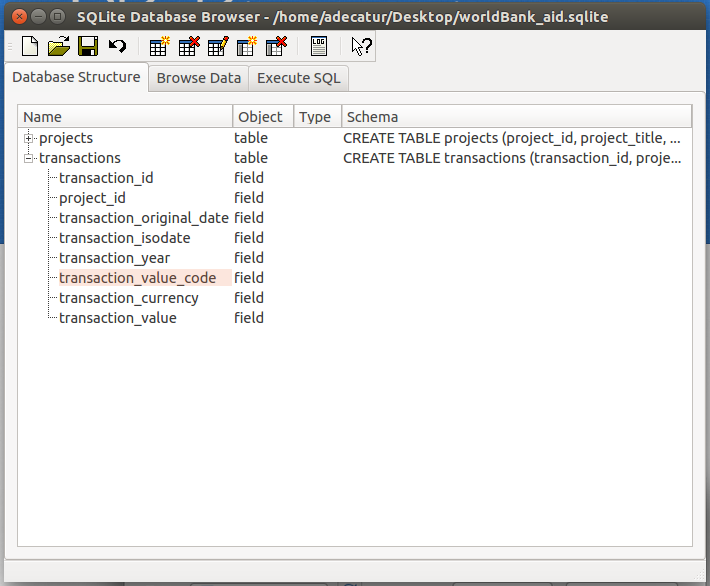 SQLite Database Browser - /home/adecatur/Desktop/worldBank_aid.sqlite
LOG
Database Structure Browse Data Execute SQL
Name Object Type Schema
projects table CREATE TABLE projects (project_id, project_title, ...
transactions table CREATE TABLE transactions (transaction_id, proje...
transaction_id field
project_id field
transaction_original_date field
transaction_isodate field
transaction_year field
transaction_value_code field
transaction_currency field
transaction_value field